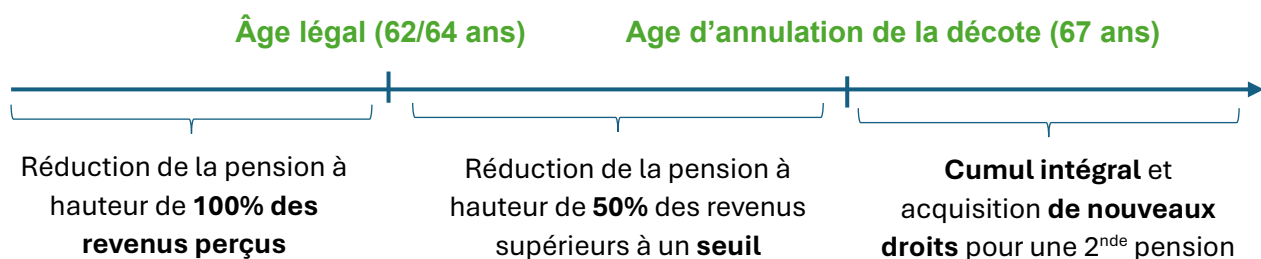 Âge légal (62/64 ans)
Age d’annulation de la décote (67 ans)
Réduction de la pension à
hauteur de 100% des
revenus perçus
Réduction de la pension à
hauteur de 50% des revenus
supérieurs à un seuil
Cumul intégral et
acquisition de nouveaux
droits pour une 2nde pension